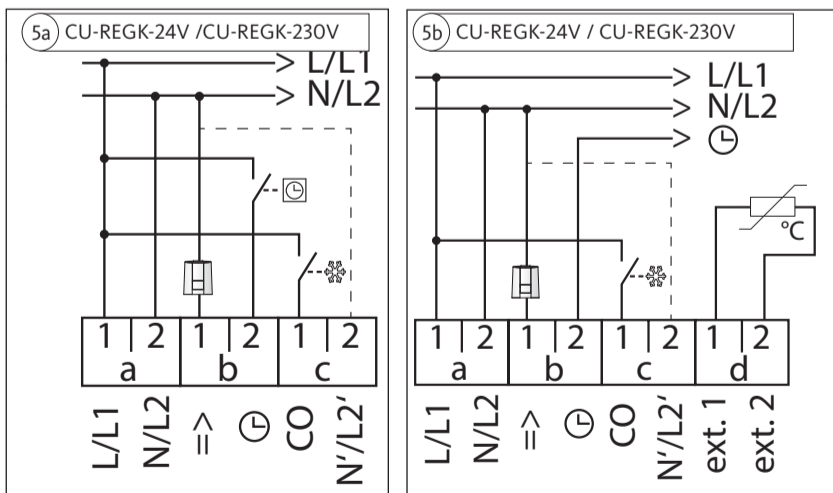 5a CU-REGK-24V /CU-REGK-230V
L/L1
N/L2
1 2 1 2 1 2
a b c
L/L1 N/L2 => CO N‘/L2‘
5b CU-REGK-24V / CU-REGK-230V
L/L1
N/L2
°C
1 2 1 2 1 2 1 2
a b c d
L/L1 N/L2 => CO N‘/L2‘ ext. 1 ext. 2